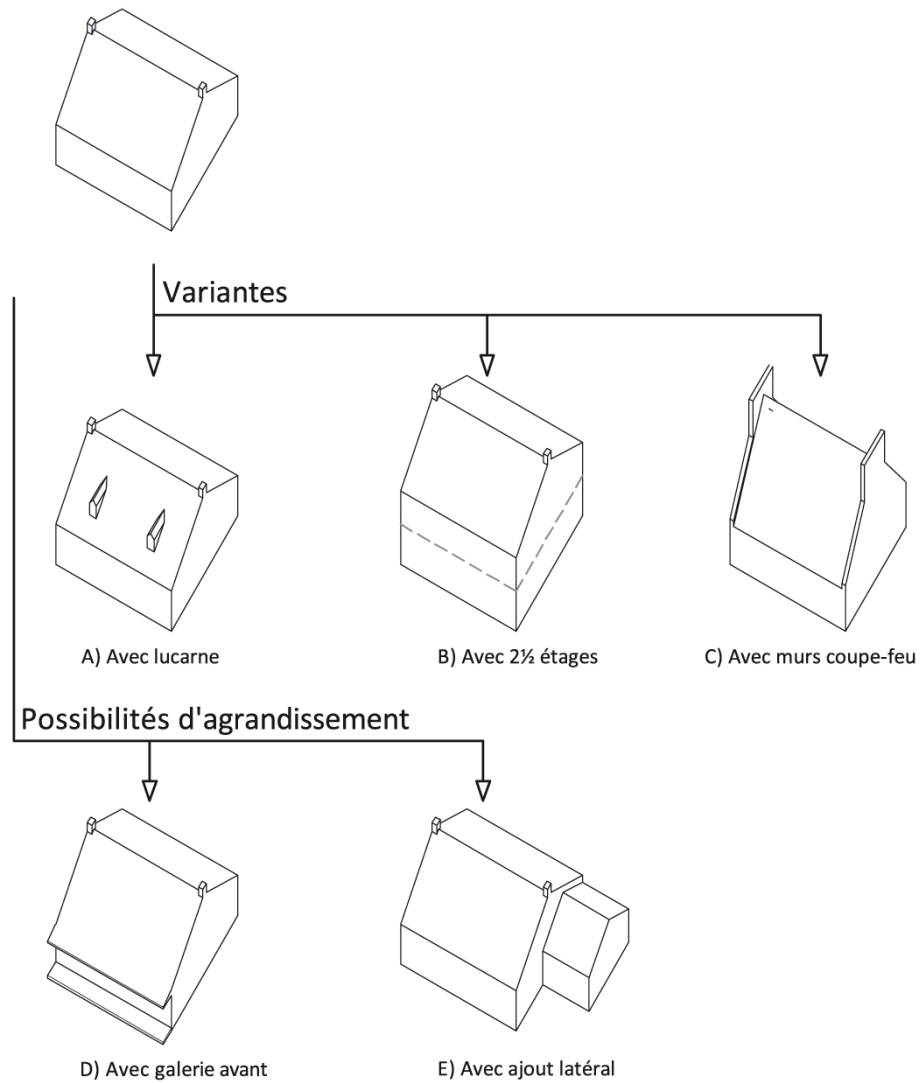 Variantes
A) Avec lucarne
B) Avec 2½ étages
C) Avec murs coupe-feu
Possibilités d'agrandissement
D) Avec galerie avant
E) Avec ajout latéral